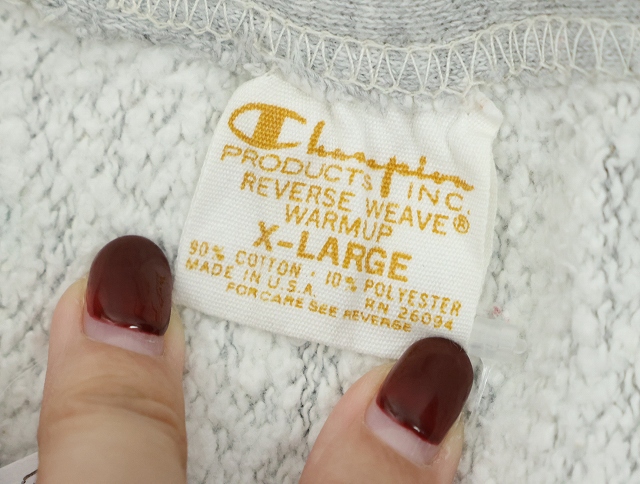 Champion
PRODUCTS INC.
REVERSE WEAVE®
WARMUP
X-LARGE
90% COTTON · 10% POLYESTER
MADE IN U.S.A. RN 26094
FOR CARE SEE REVERSE